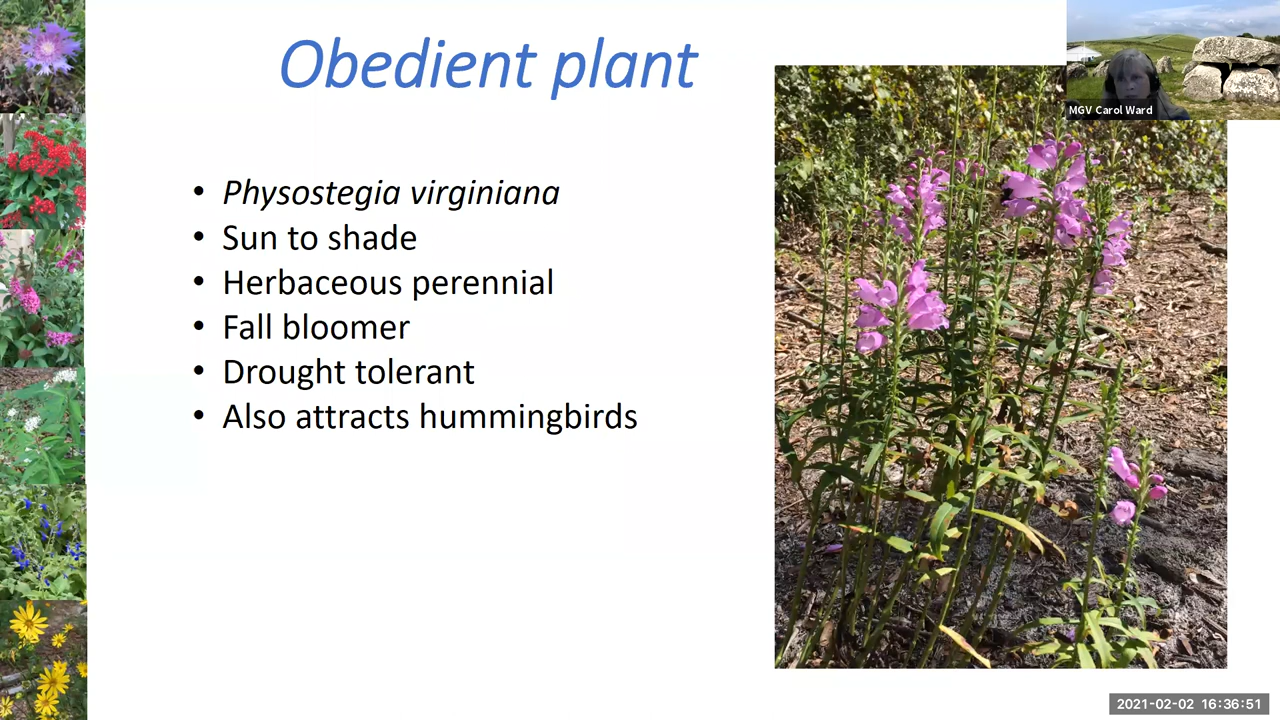 Obedient plant
MGV Carol Ward
• Physostegia virginiana
• Sun to shade
• Herbaceous perennial
• Fall bloomer
• Drought tolerant
• Also attracts hummingbirds
2021-02-02 16:36:51